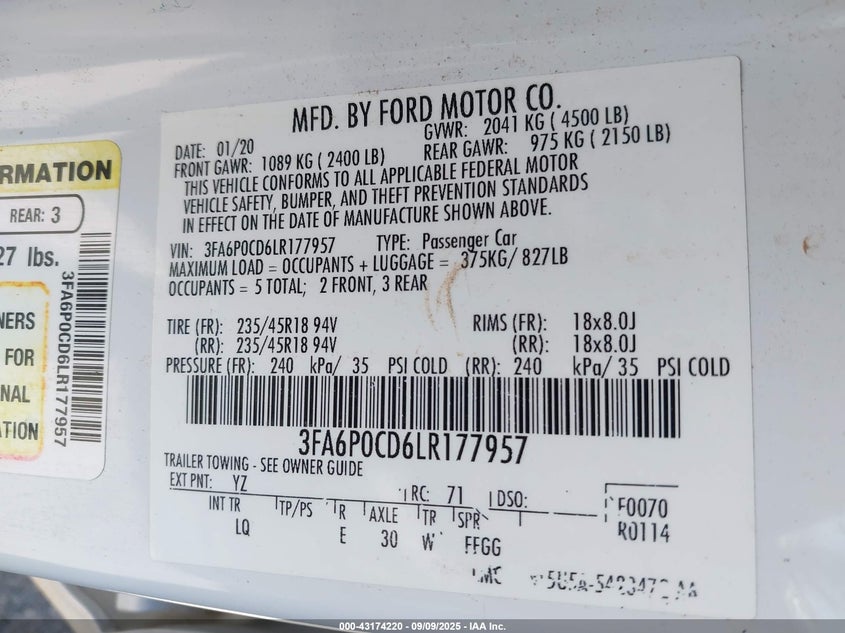 MFD. BY FORD MOTOR CO.
DATE: 01/20 GVWR: 2041 KG ( 4500 LB)
FRONT GAWR: 1089 KG ( 2400 LB) REAR GAWR: 975 KG ( 2150 LB)
THIS VEHICLE CONFORMS TO ALL APPLICABLE FEDERAL MOTOR
VEHICLE SAFETY, BUMPER, AND THEFT PREVENTION STANDARDS
IN EFFECT ON THE DATE OF MANUFACTURE SHOWN ABOVE.
VIN: 3FA6P0CD6LR177957 TYPE: Passenger Car
MAXIMUM LOAD = OCCUPANTS + LUGGAGE = 375KG/ 827LB
OCCUPANTS = 5 TOTAL; 2 FRONT, 3 REAR
TIRE (FR): 235/45R18 94V RIMS (FR): 18x8.0J
(RR): 235/45R18 94V (RR): 18x8.0J
PRESSURE (FR): 240 kPa/ 35 PSI COLD (RR): 240 kPa/ 35 PSI COLD
3FA6P0CD6LR177957
TRAILER TOWING - SEE OWNER GUIDE
EXT PNT: YZ RC: 71 DSO: F0070
INT TR TP/PS R AXLE TR SPR R0114
LQ E 30 W FFGG
RMATION
REAR: 3
27 lbs.
NERS
FOR
NAL
ATION
3FA6P0CD6LR177957
000-43174220 - 09/09/2025 - IAA Inc.